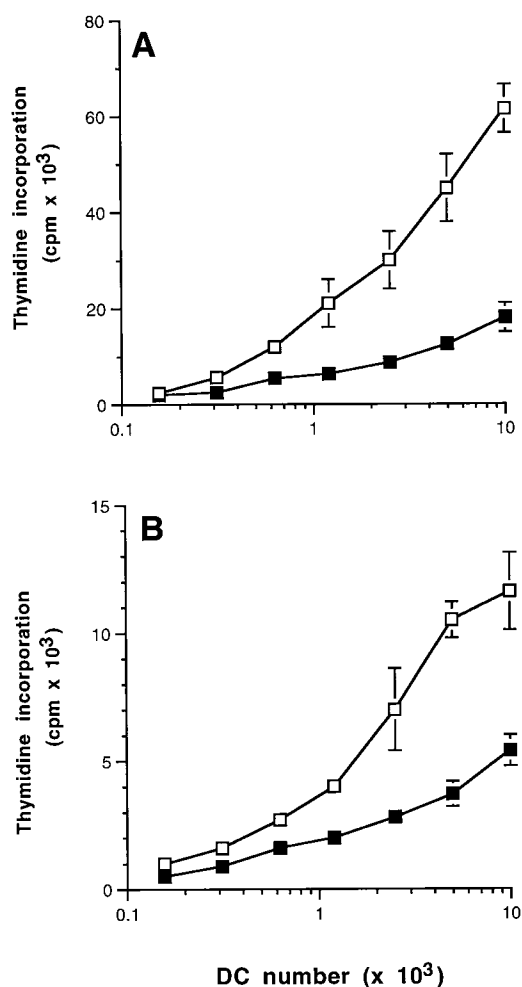 A
Thymidine incorporation
(cpm x 10³)
80
60
40
20
0
0.1
1
10
B
Thymidine incorporation
(cpm x 10³)
15
10
5
0
0.1
1
10
DC number (x 10³)